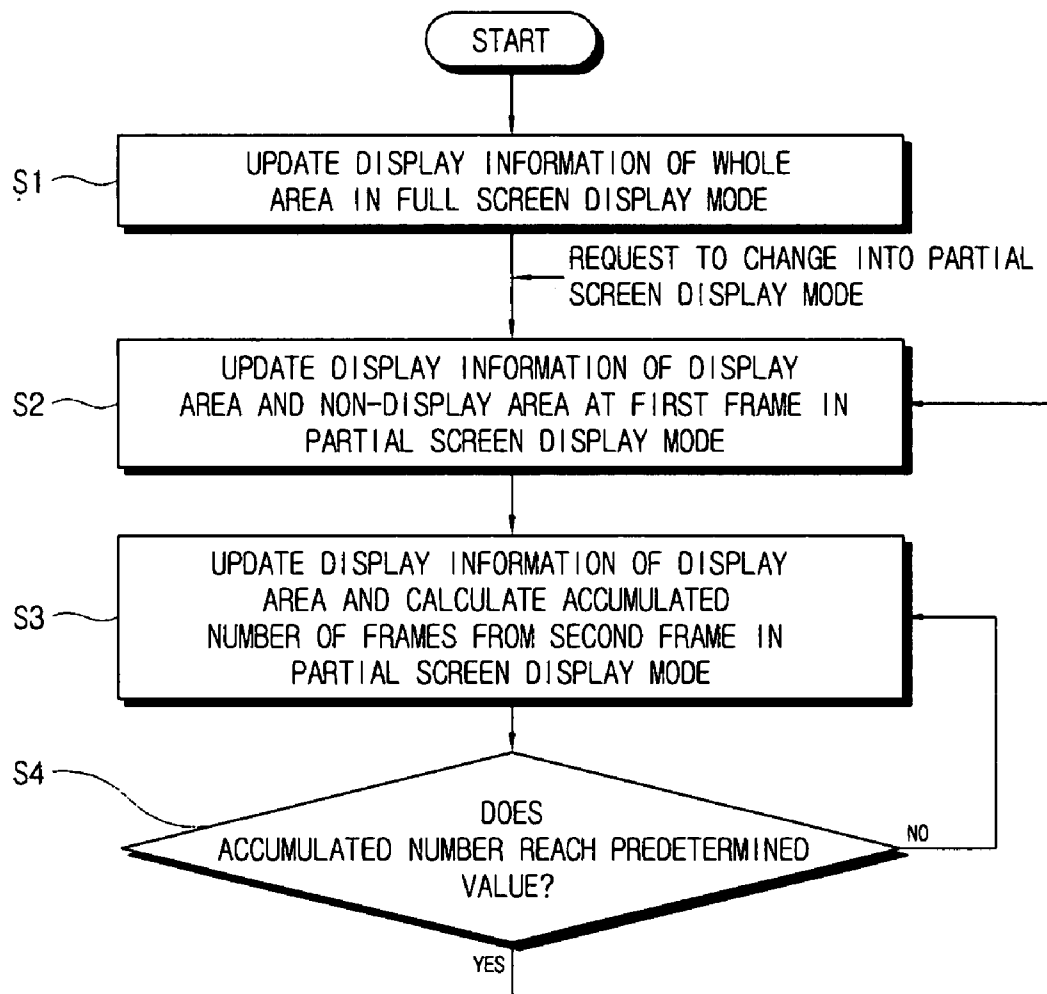 START
S1
UPDATE DISPLAY INFORMATION OF WHOLE
AREA IN FULL SCREEN DISPLAY MODE
REQUEST TO CHANGE INTO PARTIAL
SCREEN DISPLAY MODE
S2
UPDATE DISPLAY INFORMATION OF DISPLAY
AREA AND NON-DISPLAY AREA AT FIRST FRAME IN
PARTIAL SCREEN DISPLAY MODE
S3
UPDATE DISPLAY INFORMATION OF DISPLAY
AREA AND CALCULATE ACCUMULATED
NUMBER OF FRAMES FROM SECOND FRAME IN
PARTIAL SCREEN DISPLAY MODE
S4
DOES
ACCUMULATED NUMBER REACH PREDETERMINED
VALUE?
NO
YES